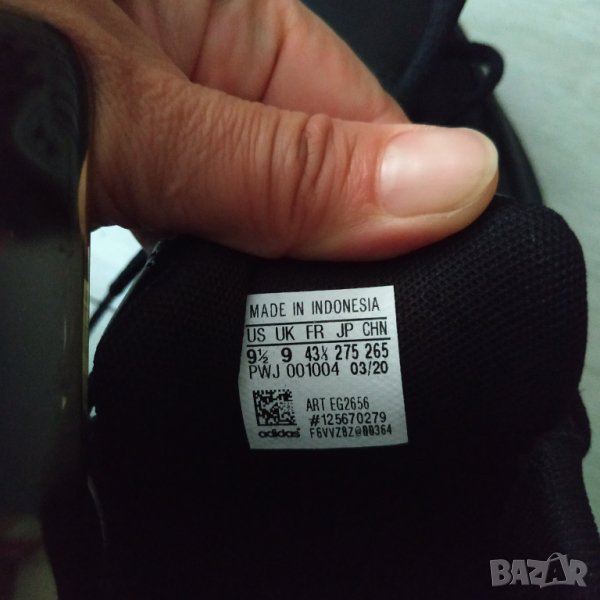 MADE IN INDONESIA
US UK FR JP CHN
9½ 9 43⅓ 275 265
PWJ 001004 03/20
ART EG2656
#125670279
adidas F6VVZ8Z@00364
BAZAR